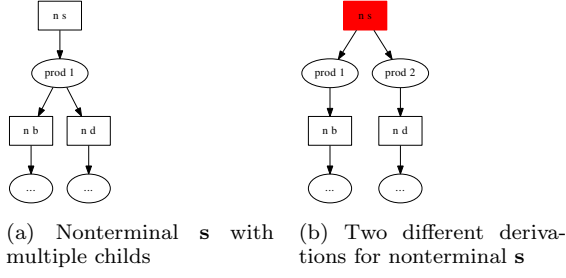 n s
n s
prod 1
prod 1
prod 2
n b
n d
n b
n d
...
...
...
...
(a) Nonterminal s with
multiple childs
(b) Two different deriva-
tions for nonterminal s